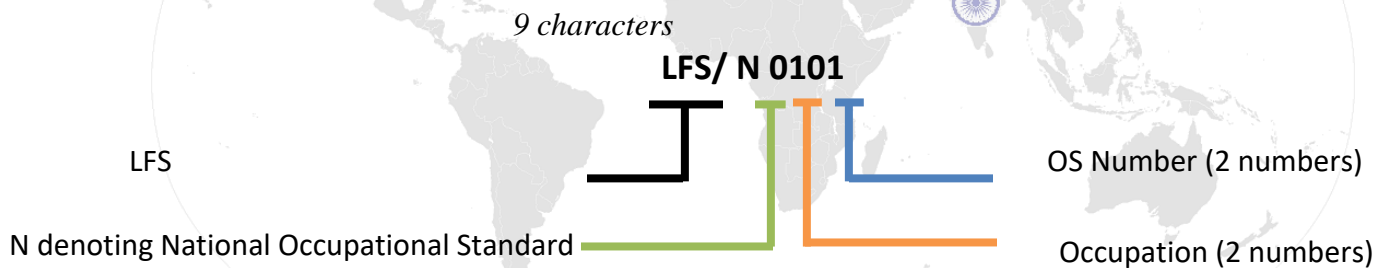 9 characters
LFS/ N 0101
LFS
OS Number (2 numbers)
N denoting National Occupational Standard
Occupation (2 numbers)